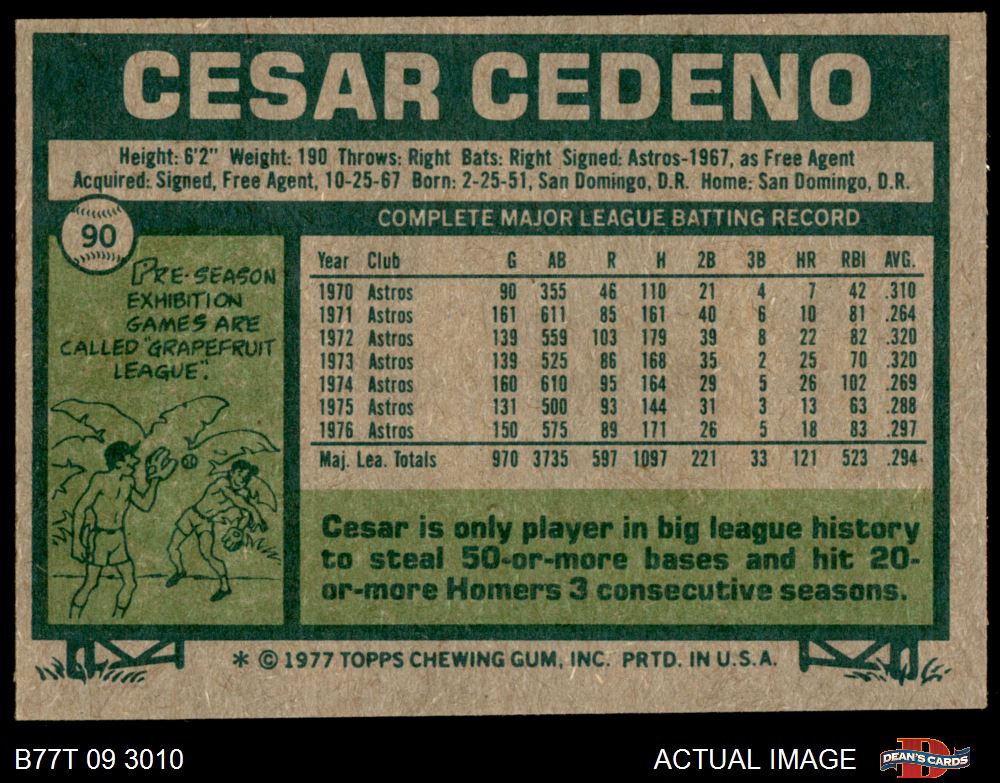 CESAR CEDENO
Height: 6'2" Weight: 190 Throws: Right Bats: Right Signed: Astros-1967, as Free Agent
Acquired: Signed, Free Agent, 10-25-67 Born: 2-25-51, San Domingo, D.R. Home: San Domingo, D.R.
90
COMPLETE MAJOR LEAGUE BATTING RECORD
PRE-SEASON
EXHIBITION
GAMES ARE
CALLED "GRAPEFRUIT
LEAGUE".
Year Club G AB R H 2B 3B HR RBI AVG.
1970 Astros 90 355 46 110 21 4 7 42 .310
1971 Astros 161 611 85 161 40 6 10 81 .264
1972 Astros 139 559 103 179 39 8 22 82 .320
1973 Astros 139 525 86 168 35 2 25 70 .320
1974 Astros 160 610 95 164 29 5 26 102 .269
1975 Astros 131 500 93 144 31 3 13 63 .288
1976 Astros 150 575 89 171 26 5 18 83 .297
Maj. Lea. Totals 970 3735 597 1097 221 33 121 523 .294
Cesar is only player in big league history
to steal 50-or-more bases and hit 20-
or-more Homers 3 consecutive seasons.
* © 1977 TOPPS CHEWING GUM, INC. PRTD. IN U.S.A.
B77T 09 3010
ACTUAL IMAGE
DEAN'S CARDS